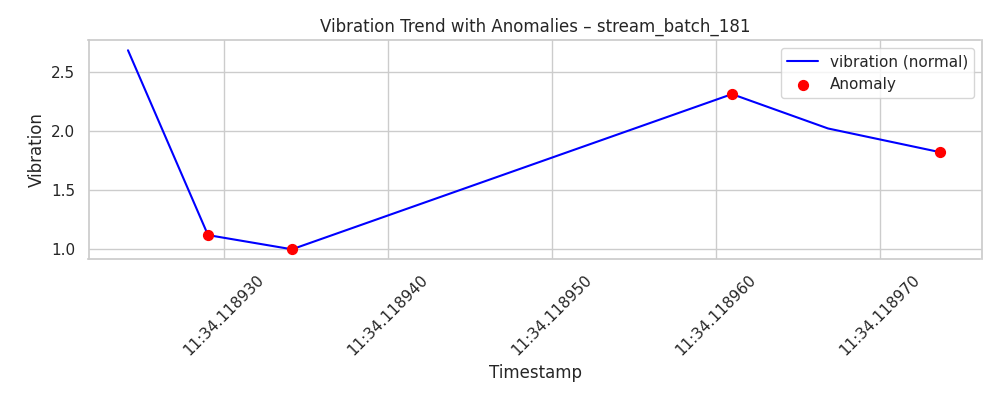 Vibration Trend with Anomalies – stream_batch_181
vibration (normal)
Anomaly
Vibration
2.5
2.0
1.5
1.0
11:34.118930
11:34.118940
11:34.118950
11:34.118960
11:34.118970
Timestamp